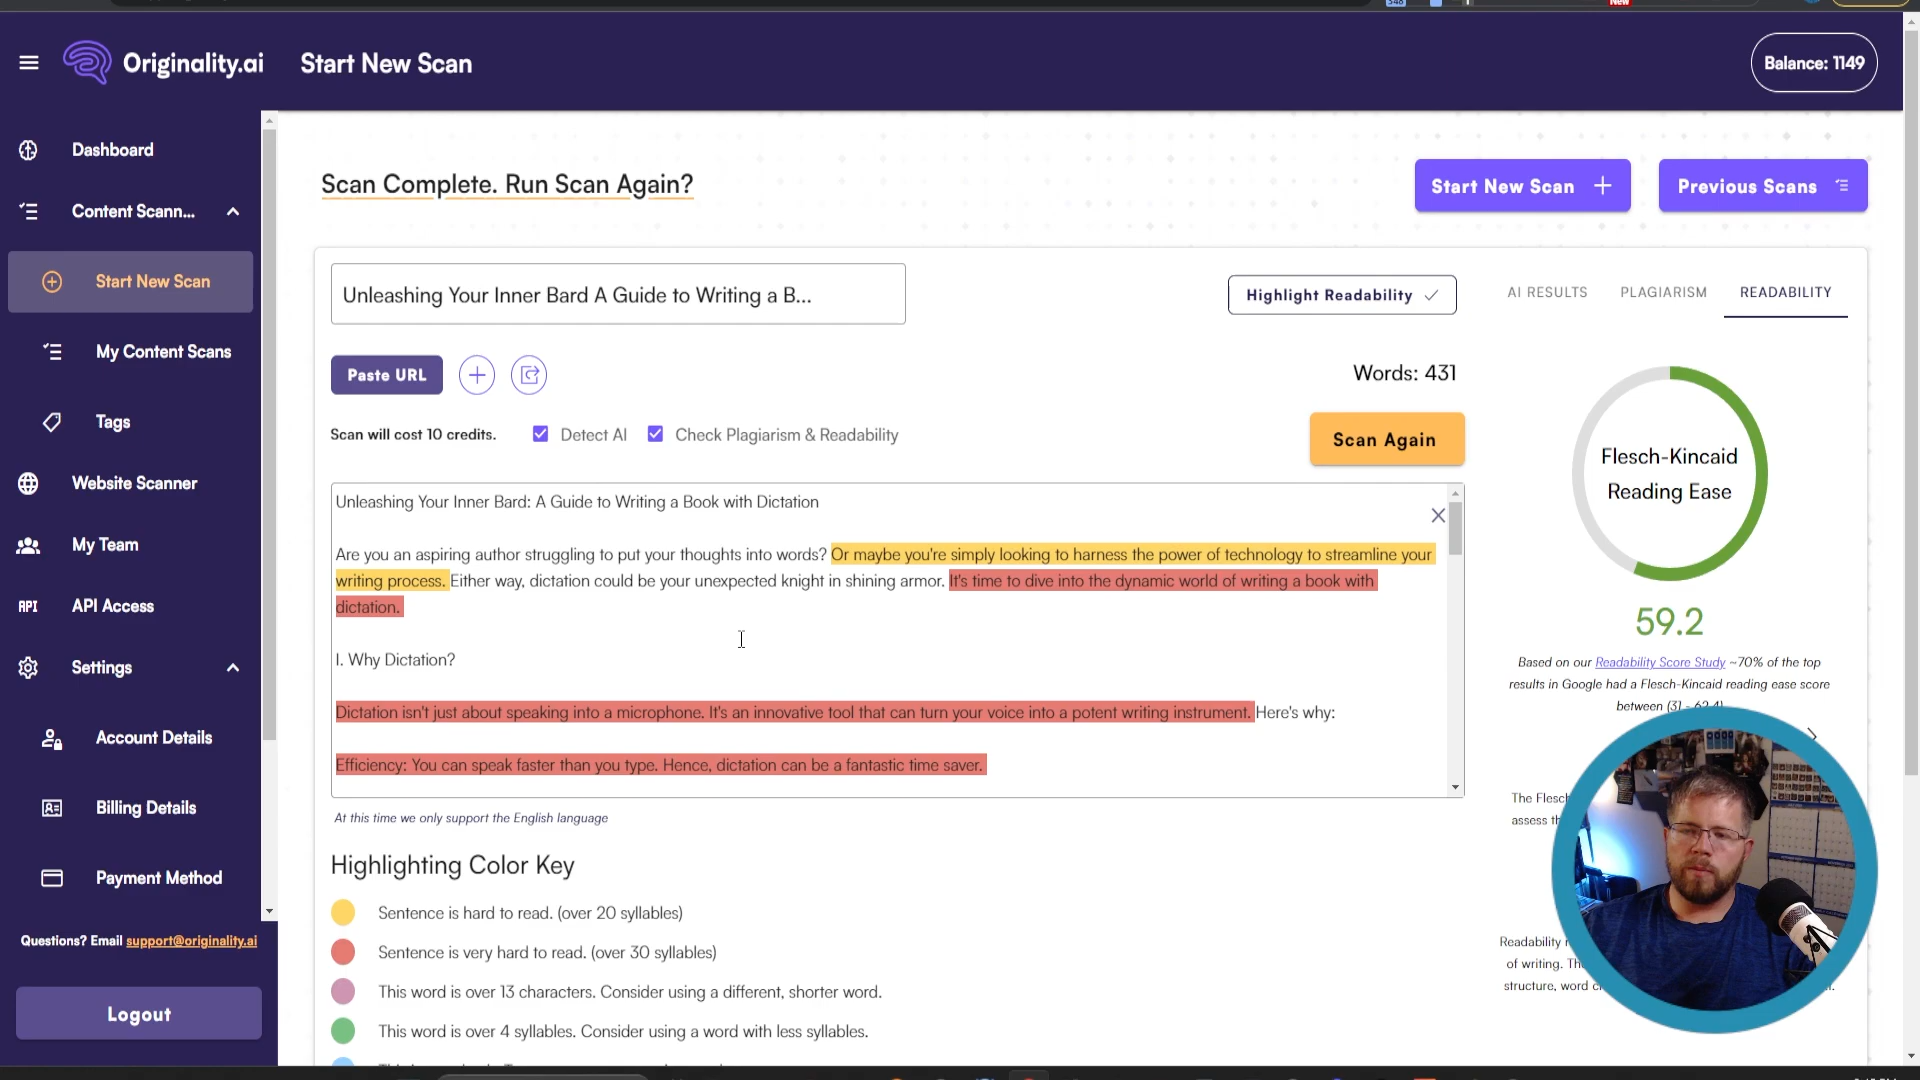 Originality.ai
Start New Scan
Balance: 1149
Dashboard
Content Scann...
Start New Scan
My Content Scans
Tags
Website Scanner
My Team
API
API Access
Settings
Account Details
Billing Details
Payment Method
Questions? Email support@originality.ai
Logout
Scan Complete. Run Scan Again?
Start New Scan
Previous Scans
Unleashing Your Inner Bard A Guide to Writing a B...
Highlight Readability
AI RESULTS
PLAGIARISM
READABILITY
Paste URL
Words: 431
Scan will cost 10 credits.
Detect AI
Check Plagiarism & Readability
Scan Again
Unleashing Your Inner Bard: A Guide to Writing a Book with Dictation
Are you an aspiring author struggling to put your thoughts into words? Or maybe you're simply looking to harness the power of technology to streamline your
writing process. Either way, dictation could be your unexpected knight in shining armor. It's time to dive into the dynamic world of writing a book with
dictation.
I. Why Dictation?
Dictation isn't just about speaking into a microphone. It's an innovative tool that can turn your voice into a potent writing instrument. Here's why:
Efficiency: You can speak faster than you type. Hence, dictation can be a fantastic time saver.
At this time we only support the English language
Highlighting Color Key
Sentence is hard to read. (over 20 syllables)
Sentence is very hard to read. (over 30 syllables)
This word is over 13 characters. Consider using a different, shorter word.
This word is over 4 syllables. Consider using a word with less syllables.
Flesch-Kincaid
Reading Ease
59.2
Based on our Readability Score Study ~70% of the top
results in Google had a Flesch-Kincaid reading ease score
between (31 - 62.4)
The Flesch
assess
Readability
of writing.
structure, word
New